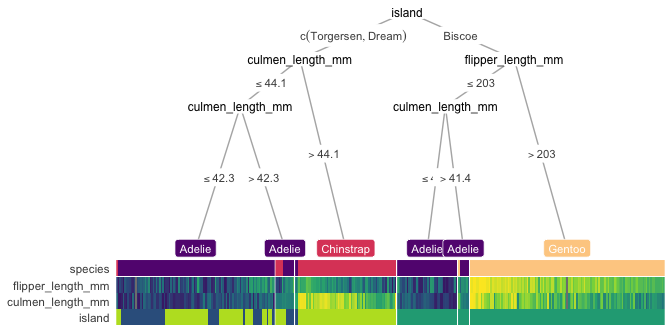 island
c(Torgersen, Dream) Biscoe
culmen_length_mm flipper_length_mm
≤ 44.1 ≤ 203
culmen_length_mm culmen_length_mm
> 44.1 > 203
≤ 42.3 > 42.3 > 41.4
Adelie Adelie Chinstrap Adelie Adelie Gentoo
species
flipper_length_mm
culmen_length_mm
island